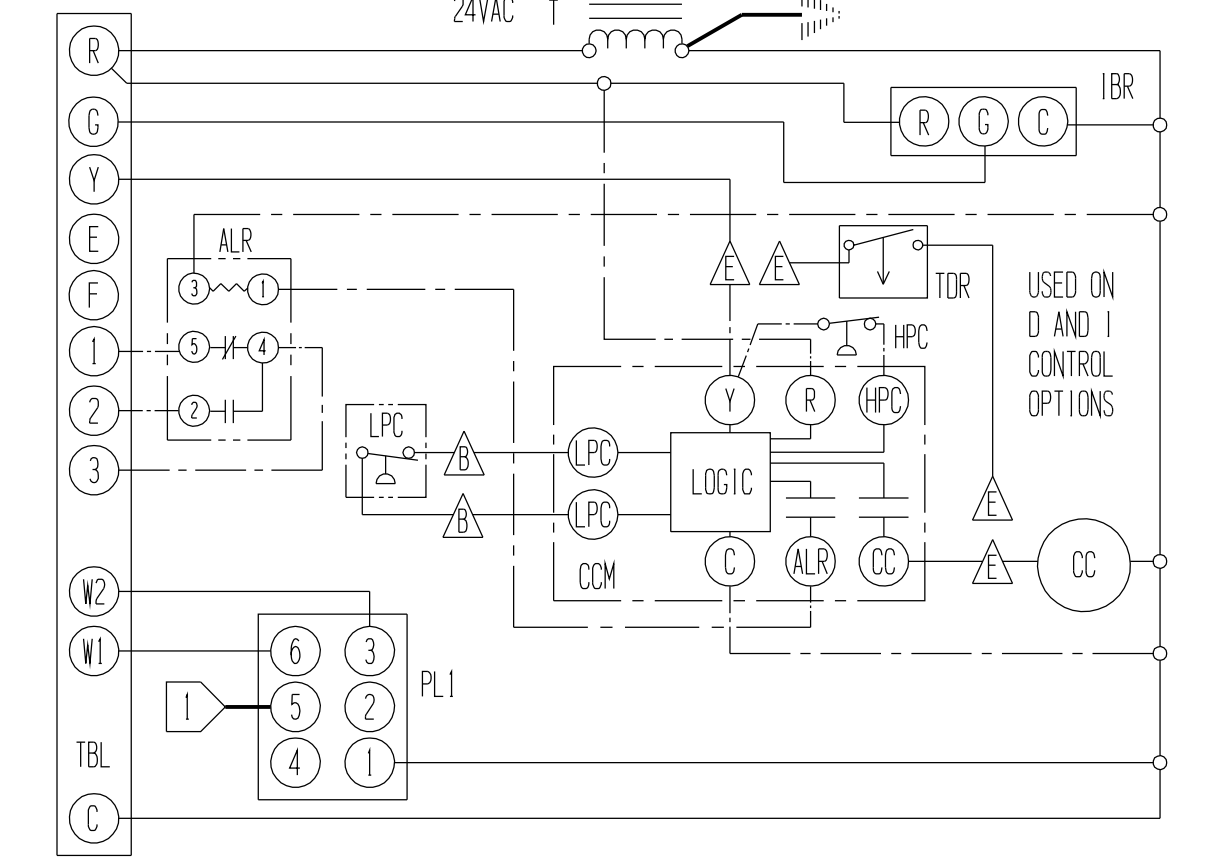 24VAC T
R
IBR
R G C
G
Y
E
ALR
E E
TDR
3 1
F
USED ON
D AND I
CONTROL
OPTIONS
HPC
1
5 4
2
2
Y R HPC
LPC
B
LPC
3
LOGIC
B
LPC
E
C ALR CC
E
CC
CCM
W2
W1
6 3
PL1
1
5 2
TBL
4 1
C